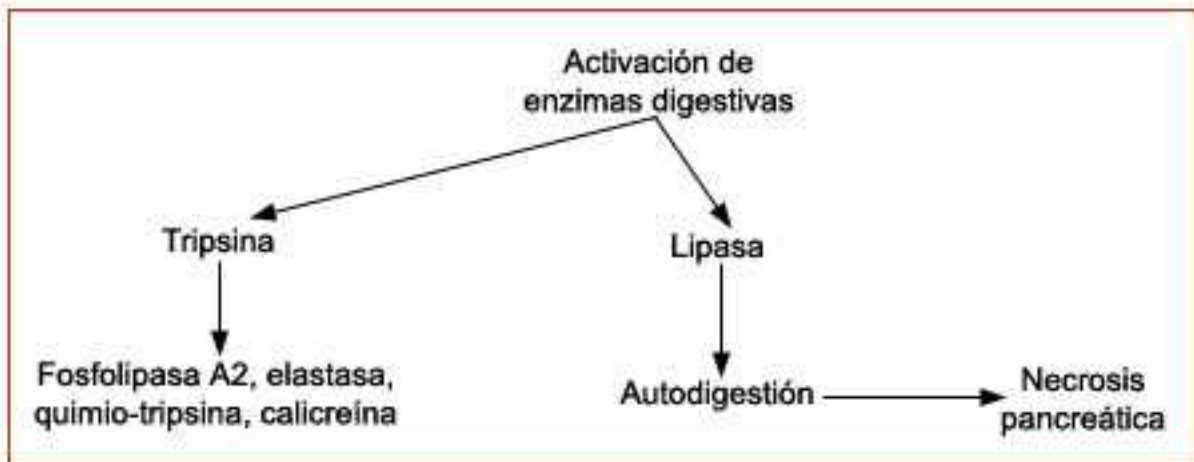 Activación de
enzimas digestivas
Tripsina
Lipasa
Fosfolipasa A2, elastasa,
quimio-tripsina, calicreína
Autodigestión
Necrosis
pancreática